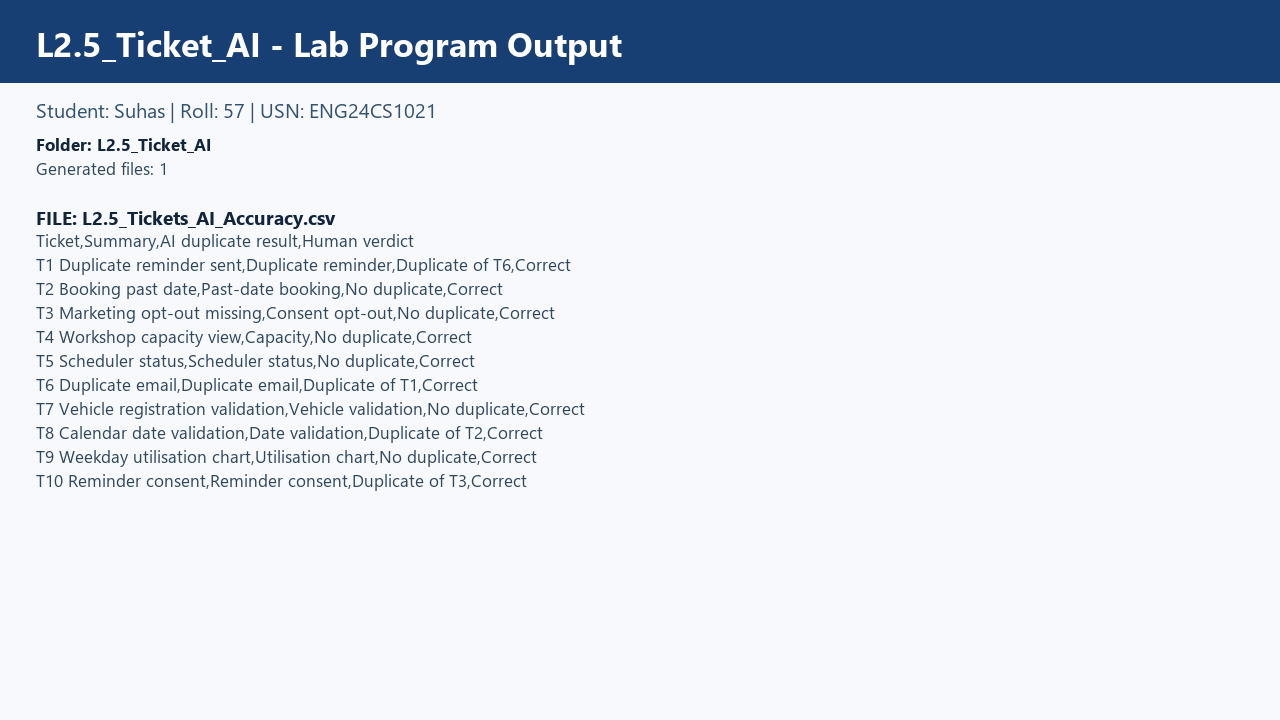 L2.5_Ticket_AI - Lab Program Output
Student: Suhas | Roll: 57 | USN: ENG24CS1021
Folder: L2.5_Ticket_AI
Generated files: 1
FILE: L2.5_Tickets_AI_Accuracy.csv
Ticket,Summary,AI duplicate result,Human verdict
T1 Duplicate reminder sent,Duplicate reminder,Duplicate of T6,Correct
T2 Booking past date,Past-date booking,No duplicate,Correct
T3 Marketing opt-out missing,Consent opt-out,No duplicate,Correct
T4 Workshop capacity view,Capacity,No duplicate,Correct
T5 Scheduler status,Scheduler status,No duplicate,Correct
T6 Duplicate email,Duplicate email,Duplicate of T1,Correct
T7 Vehicle registration validation,Vehicle validation,No duplicate,Correct
T8 Calendar date validation,Date validation,Duplicate of T2,Correct
T9 Weekday utilisation chart,Utilisation chart,No duplicate,Correct
T10 Reminder consent,Reminder consent,Duplicate of T3,Correct